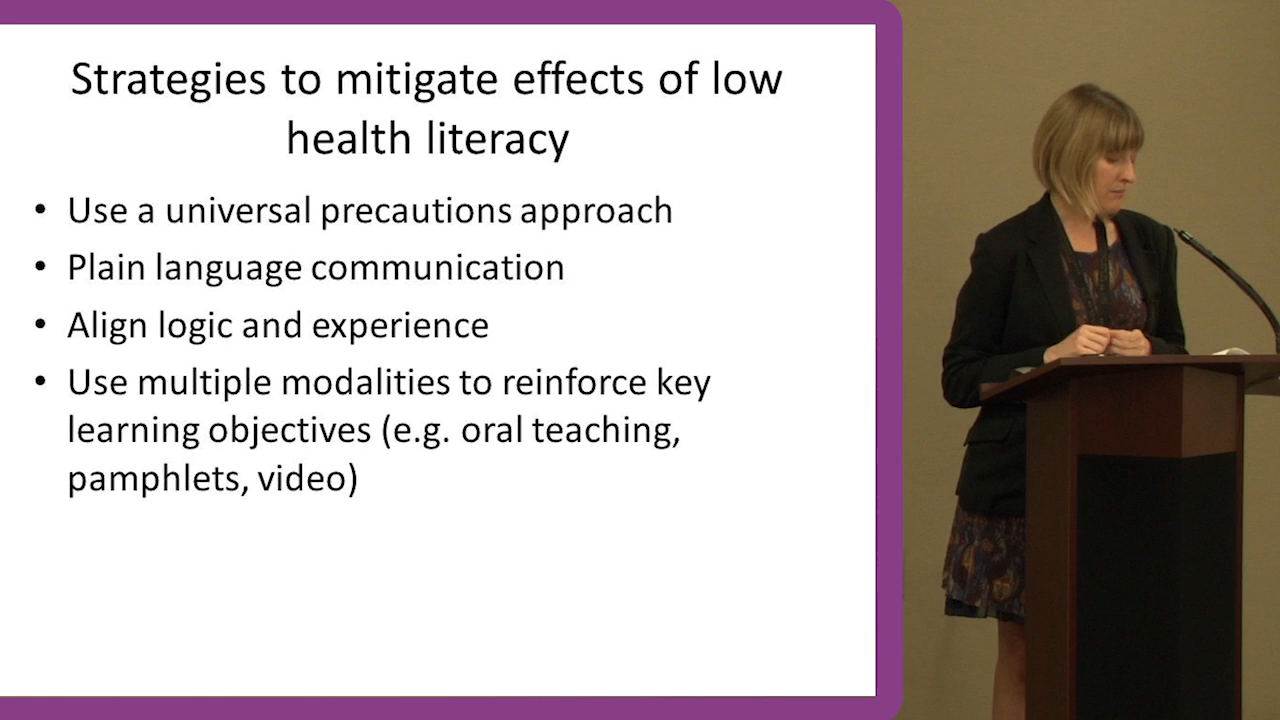 Strategies to mitigate effects of low
health literacy
• Use a universal precautions approach
• Plain language communication
• Align logic and experience
• Use multiple modalities to reinforce key
learning objectives (e.g. oral teaching,
pamphlets, video)